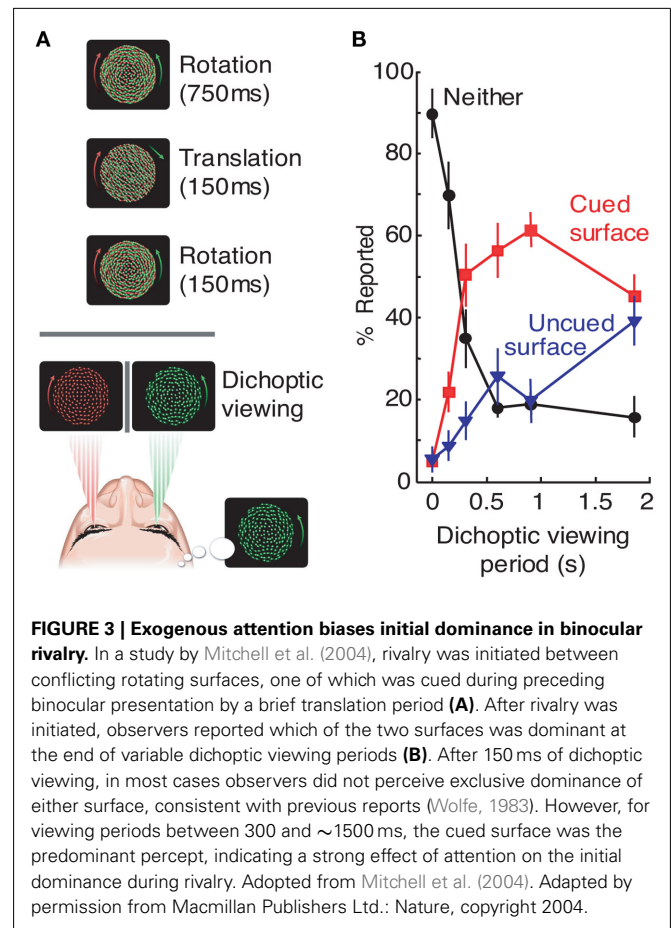 A
Rotation
(750 ms)
Translation
(150 ms)
Rotation
(150 ms)
Dichoptic
viewing
B
100
80
60
40
20
0
% Reported
Neither
Cued
surface
Uncued
surface
0 0.5 1 1.5 2
Dichoptic viewing
period (s)
FIGURE 3 | Exogenous attention biases initial dominance in binocular
rivalry. In a study by Mitchell et al. (2004), rivalry was initiated between
conflicting rotating surfaces, one of which was cued during preceding
binocular presentation by a brief translation period (A). After rivalry was
initiated, observers reported which of the two surfaces was dominant at
the end of variable dichoptic viewing periods (B). After 150 ms of dichoptic
viewing, in most cases observers did not perceive exclusive dominance of
either surface, consistent with previous reports (Wolfe, 1983). However, for
viewing periods between 300 and ~1500 ms, the cued surface was the
predominant percept, indicating a strong effect of attention on the initial
dominance during rivalry. Adopted from Mitchell et al. (2004). Adapted by
permission from Macmillan Publishers Ltd.: Nature, copyright 2004.